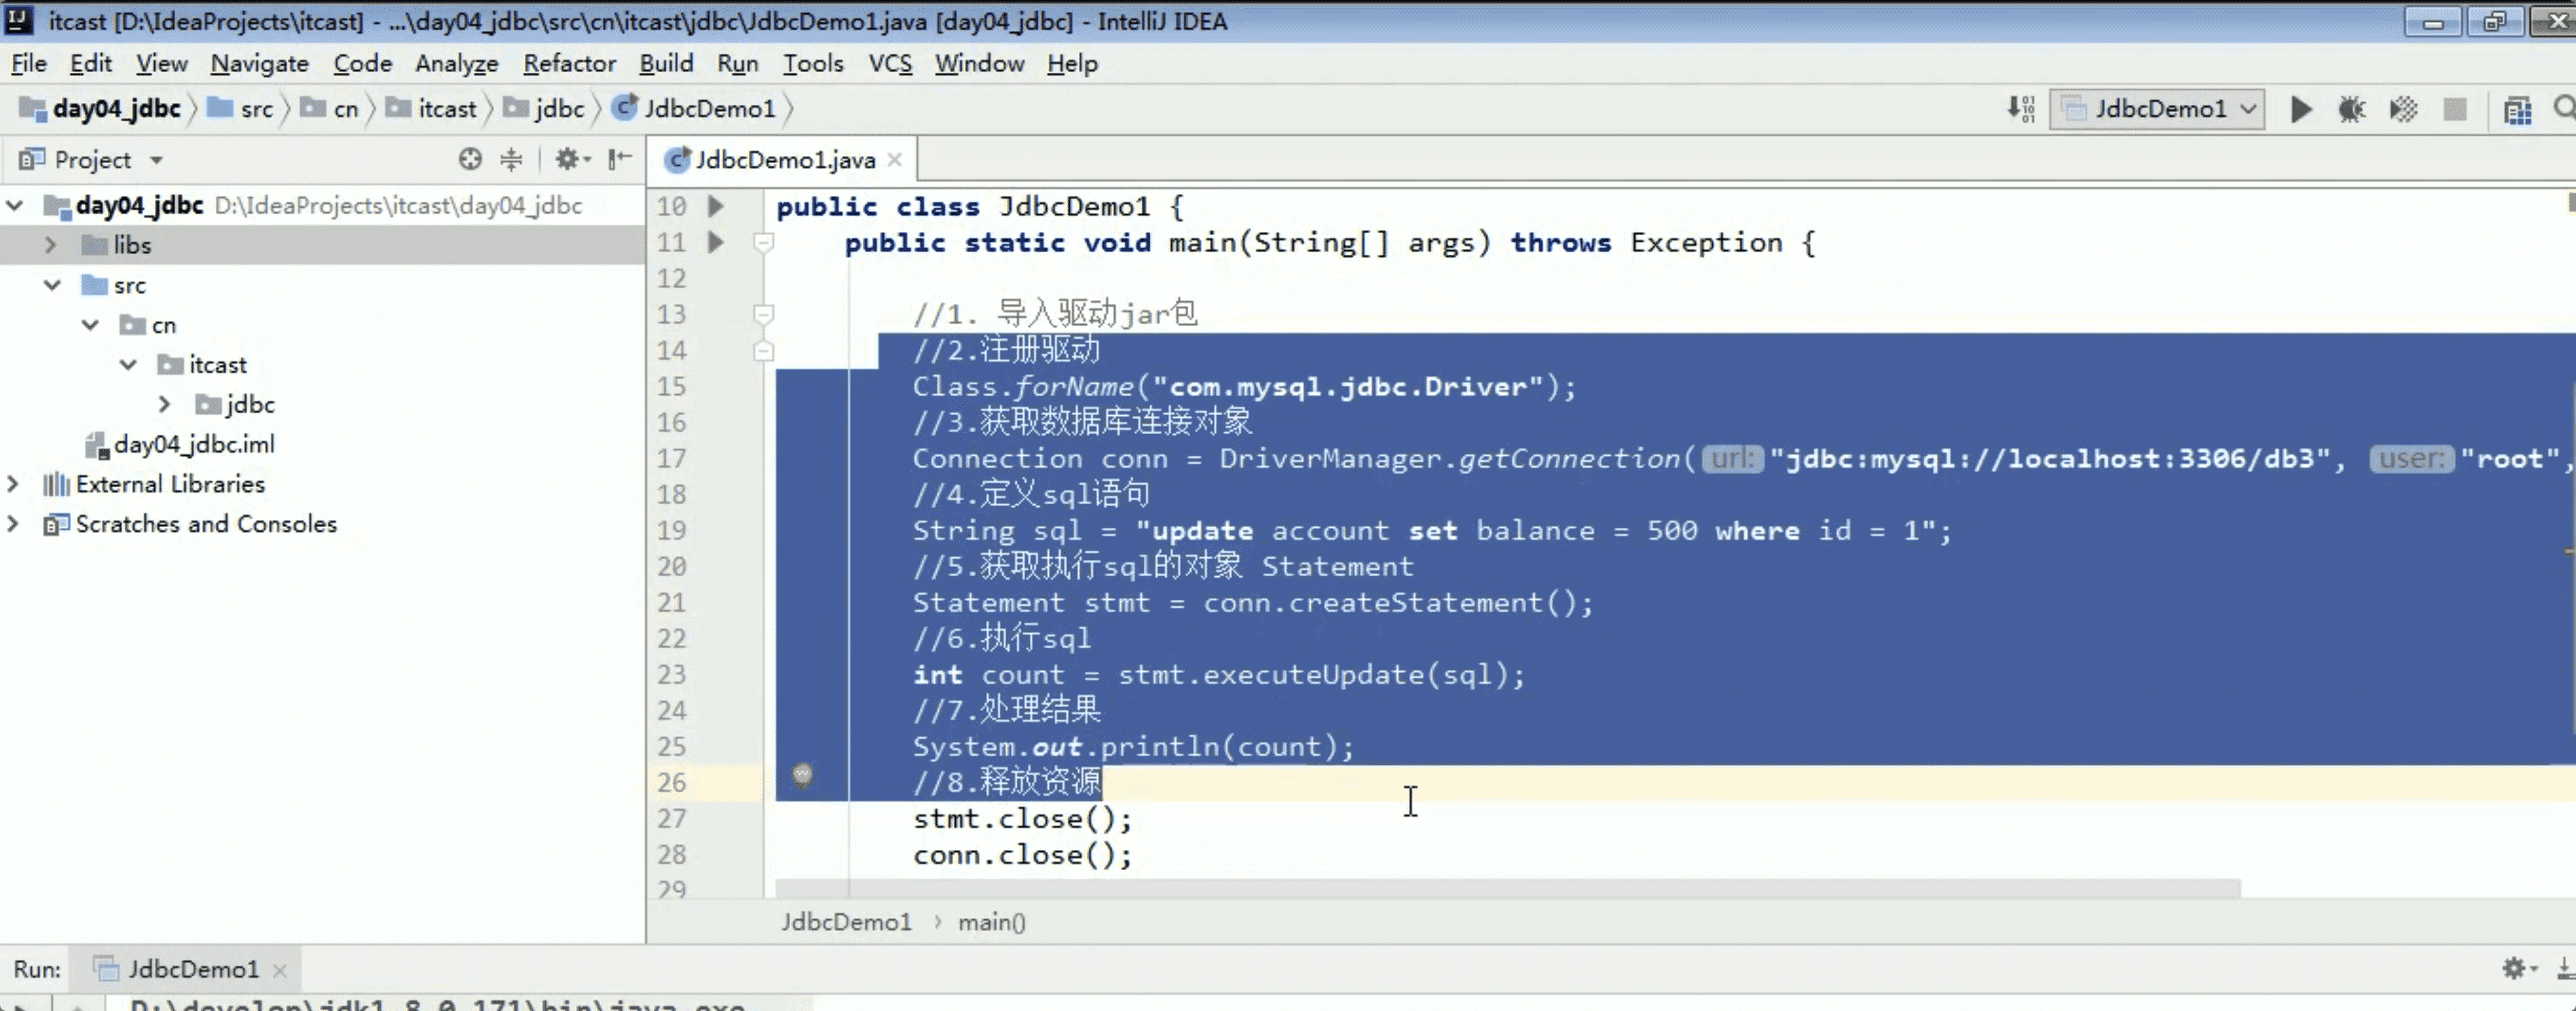 itcast [D:\IdeaProjects\itcast] - ...\day04_jdbc\src\cn\itcast\jdbc\JdbcDemo1.java [day04_jdbc] - IntelliJ IDEA
File Edit View Navigate Code Analyze Refactor Build Run Tools VCS Window Help
day04_jdbc src cn itcast jdbc JdbcDemo1
JdbcDemo1
Project
JdbcDemo1.java
day04_jdbc D:\IdeaProjects\itcast\day04_jdbc
libs
src
cn
itcast
jdbc
day04_jdbc.iml
External Libraries
Scratches and Consoles
10 public class JdbcDemo1 {
11 public static void main(String[] args) throws Exception {
12
13 //1. 导入驱动jar包
14 //2.注册驱动
15 Class.forName("com.mysql.jdbc.Driver");
16 //3.获取数据库连接对象
17 Connection conn = DriverManager.getConnection( url: "jdbc:mysql://localhost:3306/db3", user: "root",
18 //4.定义sql语句
19 String sql = "update account set balance = 500 where id = 1";
20 //5.获取执行sql的对象 Statement
21 Statement stmt = conn.createStatement();
22 //6.执行sql
23 int count = stmt.executeUpdate(sql);
24 //7.处理结果
25 System.out.println(count);
26 //8.释放资源
27 stmt.close();
28 conn.close();
29
JdbcDemo1 main()
Run: JdbcDemo1
D:\develop\jdk1.8.0_171\bin\java.exe